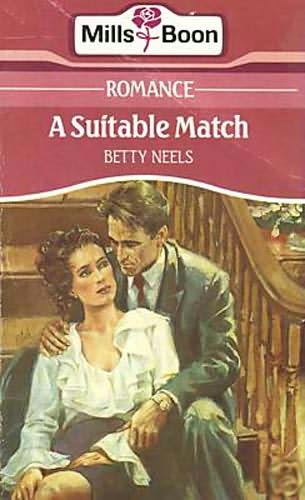 Mills Boon
ROMANCE
A Suitable Match
BETTY NEELS